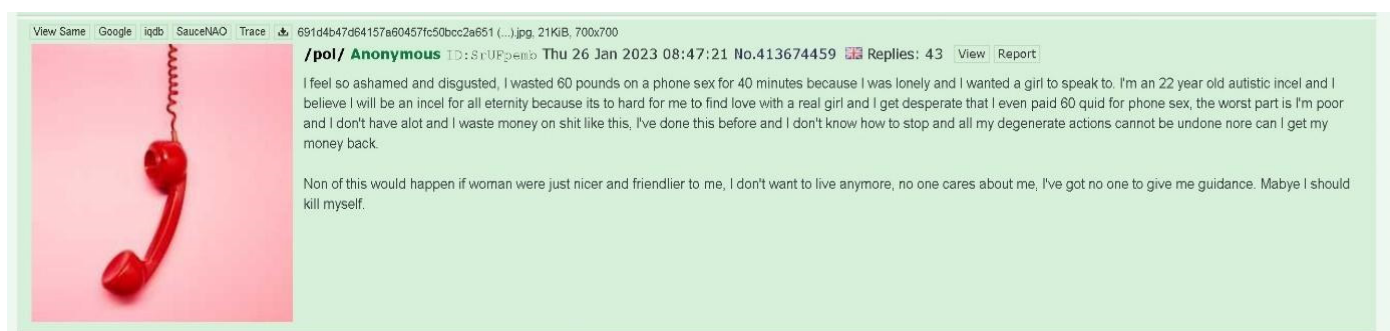 View Same Google iqdb SauceNAO Trace 691d4b47d64157a60457fc50bcc2a651 (...).jpg, 21KiB, 700x700
/pol/ Anonymous ID:SrUFpemb Thu 26 Jan 2023 08:47:21 No.413674459 Replies: 43 View Report
I feel so ashamed and disgusted, I wasted 60 pounds on a phone sex for 40 minutes because I was lonely and I wanted a girl to speak to. I'm an 22 year old autistic incel and I
believe I will be an incel for all eternity because its to hard for me to find love with a real girl and I get desperate that I even paid 60 quid for phone sex, the worst part is I'm poor
and I don't have alot and I waste money on shit like this, I've done this before and I don't know how to stop and all my degenerate actions cannot be undone nore can I get my
money back.
Non of this would happen if woman were just nicer and friendlier to me, I don't want to live anymore, no one cares about me, I've got no one to give me guidance. Mabye I should
kill myself.